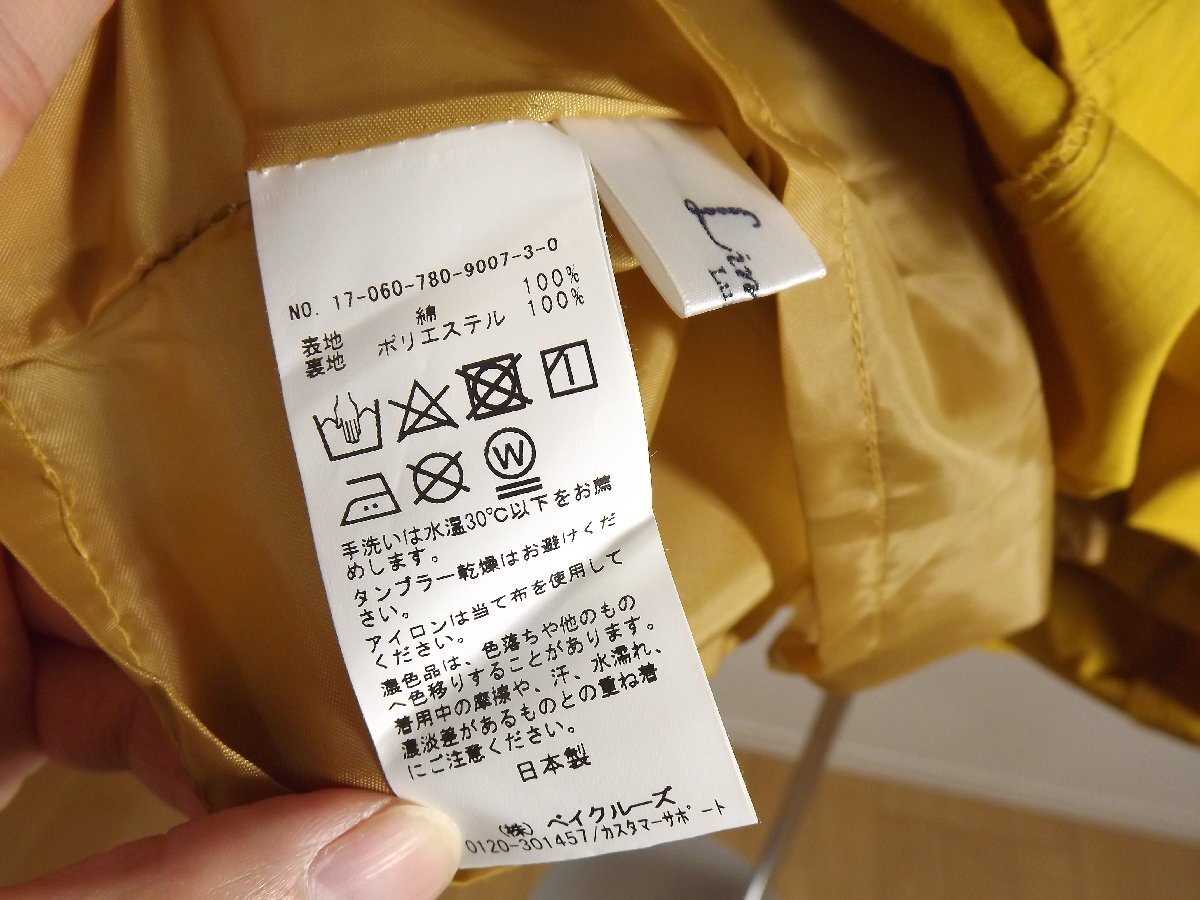 NO. 17-060-780-9007-3-0
表地 綿 100%
裏地 ポリエステル 100%
W
手洗いは水温30℃以下をお薦
めします。
タンブラー乾燥はお避けくだ
さい。
アイロンは当て布を使用して
ください。
濃色品は、色落ちや他のもの
へ色移りすることがあります。
着用中の摩擦や、汗、水濡れ、
濃淡差があるものとの重ね着
にご注意ください。
日本製
(株) ベイクルーズ
0120-301457/カスタマーサポート